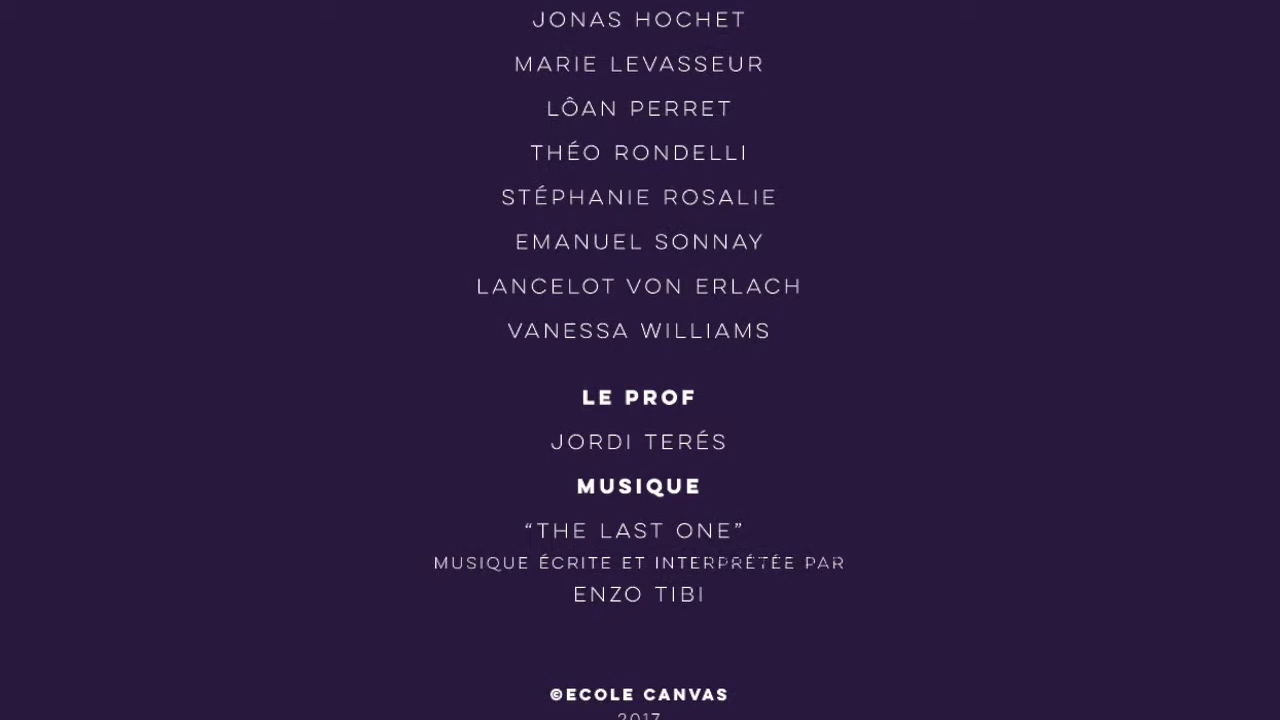 JONAS HOCHET
MARIE LEVASSEUR
LÔAN PERRET
THÉO RONDELLI
STÉPHANIE ROSALIE
EMANUEL SONNAY
LANCELOT VON ERLACH
VANESSA WILLIAMS
LE PROF
JORDI TERÉS
MUSIQUE
“THE LAST ONE”
MUSIQUE ÉCRITE ET INTERPRÉTÉE PAR
ENZO TIBI
©ECOLE CANVAS
2017